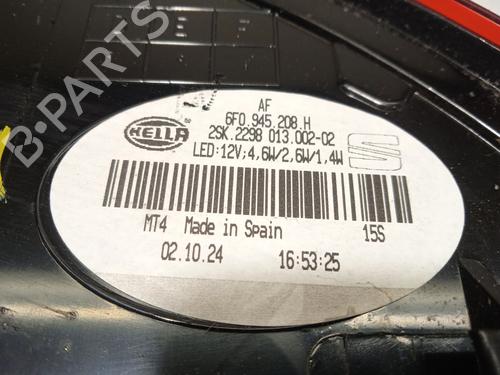 B-PARTS
AF
6F0.945.208.H
HELLA
2SK.2298 013.002-02
LED:12V;4,6W/2,6W/1,4W
MT4 Made in Spain 15S
02.10.24 16:53:25